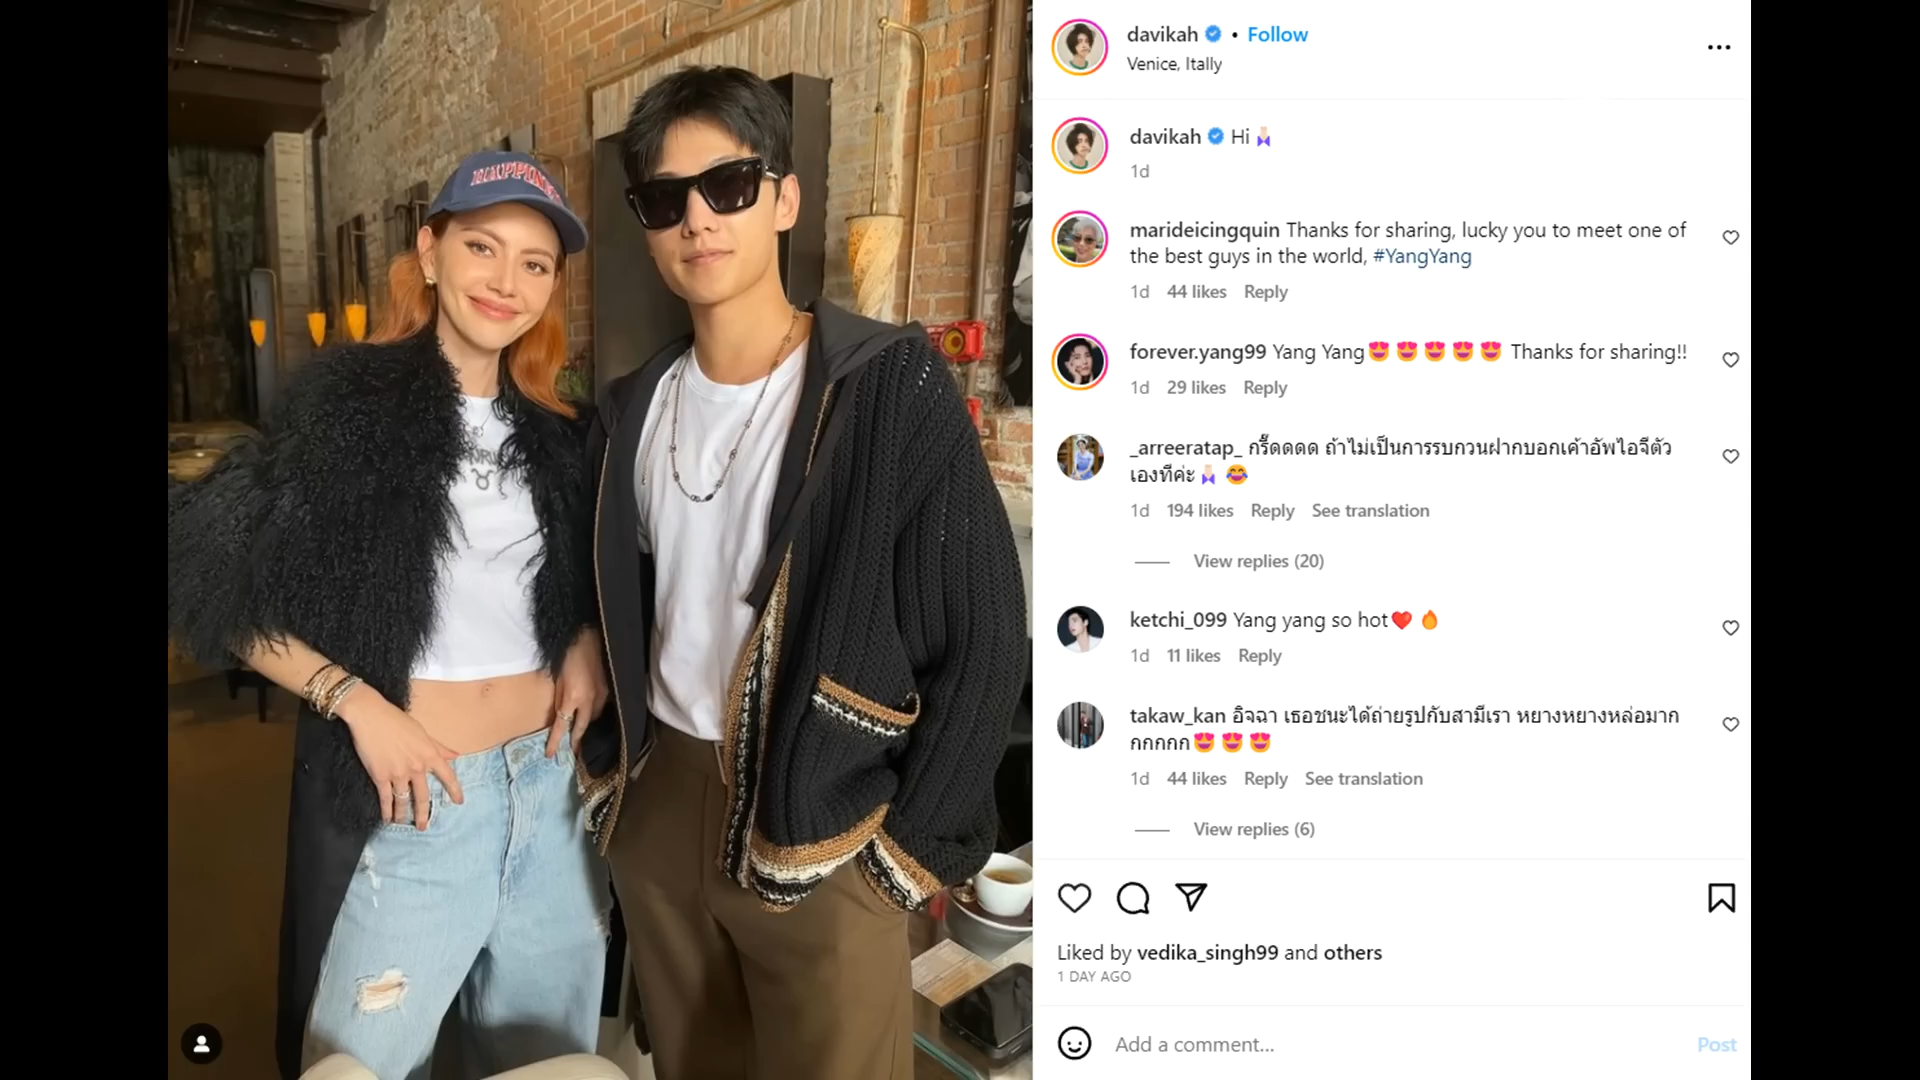 HAPPINE
davikah • Follow
Venice, Itally
davikah Hi
1d
marideicingquin Thanks for sharing, lucky you to meet one of
the best guys in the world, #YangYang
1d 44 likes Reply
forever.yang99 Yang Yang😍😍😍😍😍 Thanks for sharing!!
1d 29 likes Reply
_arreeratap_ กรี๊ดดดด ถ้าไม่เป็นการรบกวนฝากบอกเค้าอัพไอจีตัว
เองทีค่ะ 😂
1d 194 likes Reply See translation
View replies (20)
ketchi_099 Yang yang so hot❤️🔥
1d 11 likes Reply
takaw_kan อิจฉา เธอชนะได้ถ่ายรูปกับสามีเรา หยางหยางหล่อมาก
กกกกก😍😍😍
1d 44 likes Reply See translation
View replies (6)
Liked by vedika_singh99 and others
1 DAY AGO
Add a comment... Post